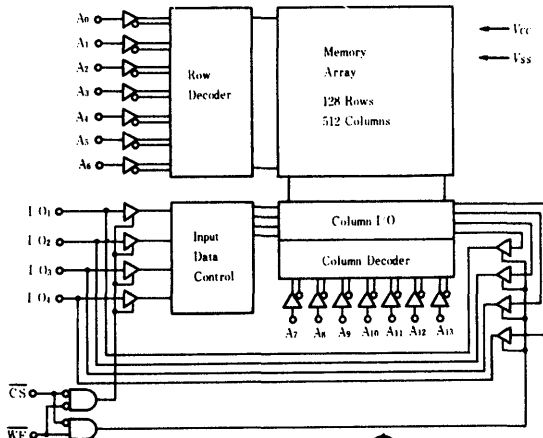 A0
A1
A2
A3
A4
A5
A6
Row
Decoder
Memory
Array
128 Rows
512 Columns
VCC
VSS
I O1
I O2
I O3
I O4
Input
Data
Control
Column I/O
Column Decoder
A7 A8 A9 A10 A11 A12 A13
CS
WE